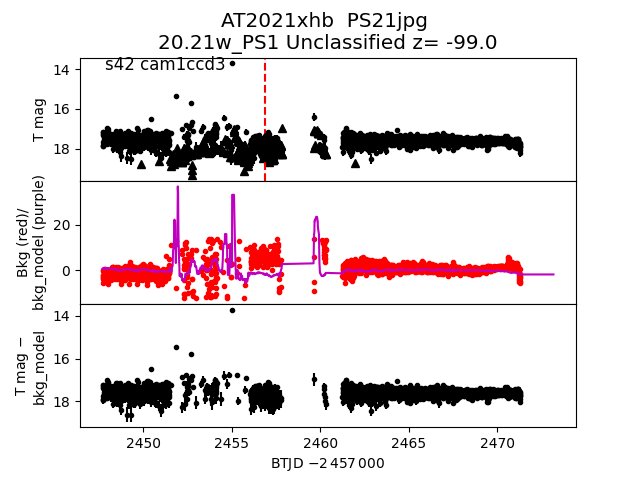 AT2021xhb  PS21jpg
20.21w_PS1 Unclassified z= -99.0
s42 cam1ccd3
14
16
18
T mag
20
0
Bkg (red)/
bkg_model (purple)
14
16
18
T mag −
bkg_model
2450
2455
2460
2465
2470
BTJD −2 457 000